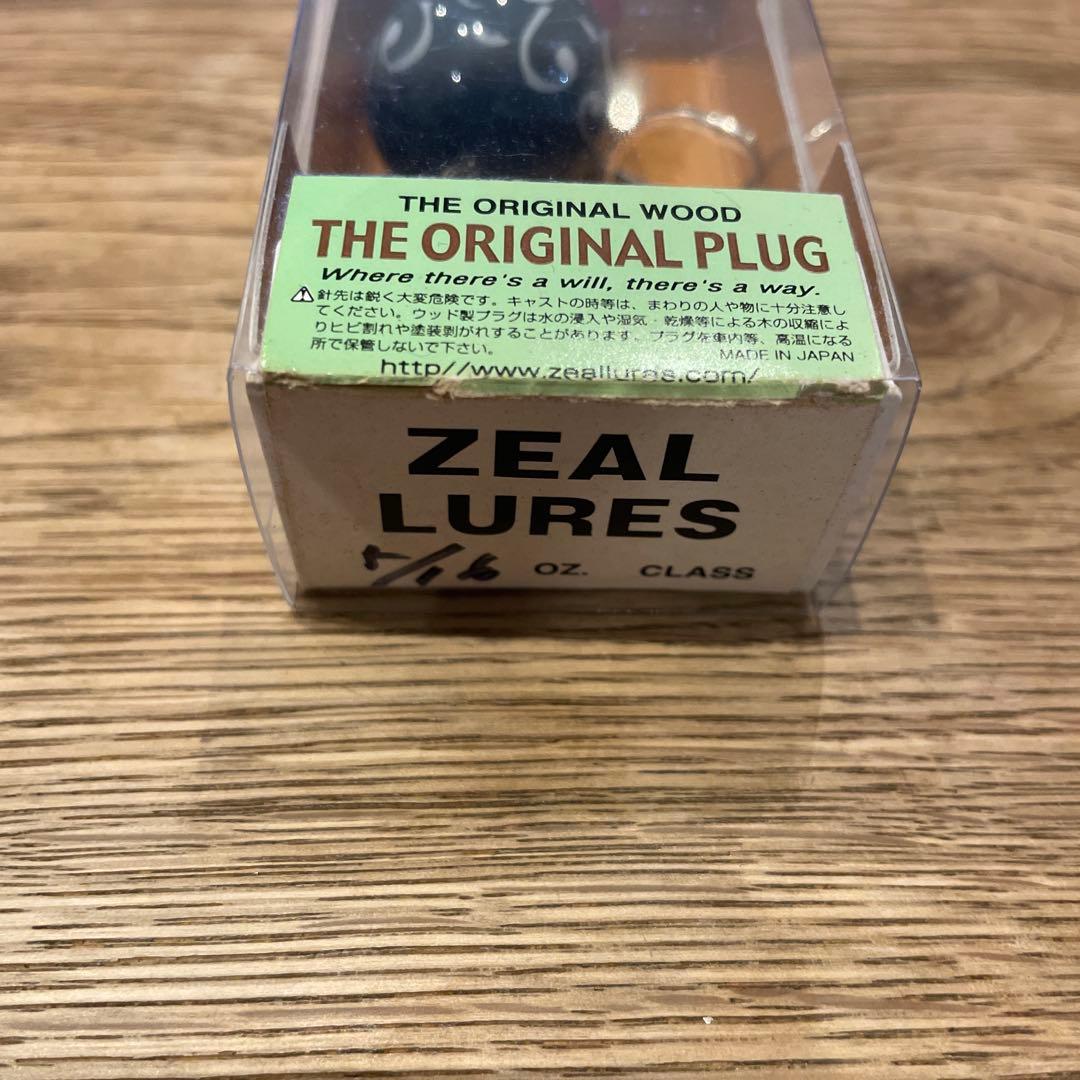 THE ORIGINAL WOOD
THE ORIGINAL PLUG
Where there's a will, there's a way.
⚠針先は鋭く大変危険です。キャストの時等は、まわりの人や物に十分注意し
てください。ウッド製プラグは水の浸入や湿気・乾燥等による木の収縮によ
りヒビ割れや塗装剥がれすることがあります。プラグを車内等、高温になる
所で保管しないで下さい。 MADE IN JAPAN
http//www.zeallures.com/
ZEAL
LURES
OZ. CLASS